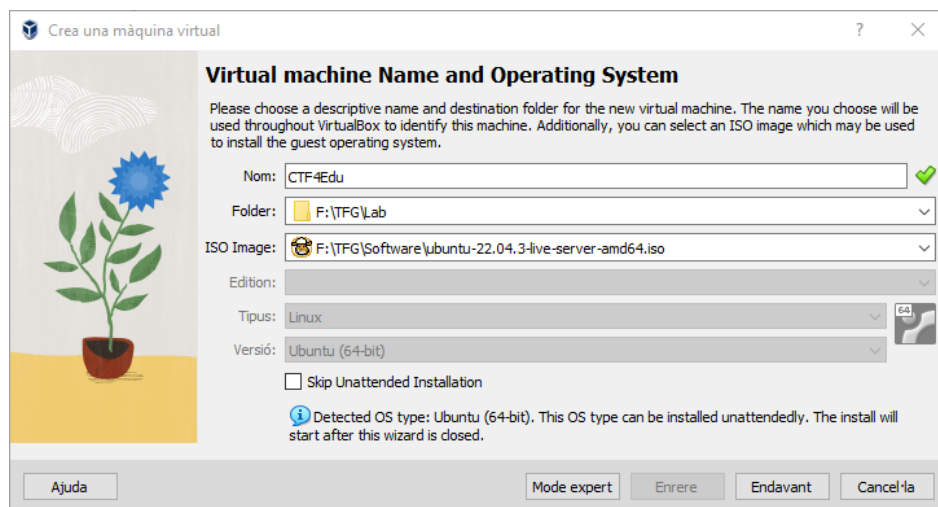 Crea una màquina virtual
?
Virtual machine Name and Operating System
Please choose a descriptive name and destination folder for the new virtual machine. The name you choose will be
used throughout VirtualBox to identify this machine. Additionally, you can select an ISO image which may be used
to install the guest operating system.
Nom: CTF4Edu
Folder: F:\TFG\Lab
ISO Image: F:\TFG\Software\ubuntu-22.04.3-live-server-amd64.iso
Edition:
Tipus: Linux
64
Versió: Ubuntu (64-bit)
Skip Unattended Installation
Detected OS type: Ubuntu (64-bit). This OS type can be installed unattendedly. The install will
start after this wizard is closed.
Ajuda Mode expert Enrere Endavant Cancel·la